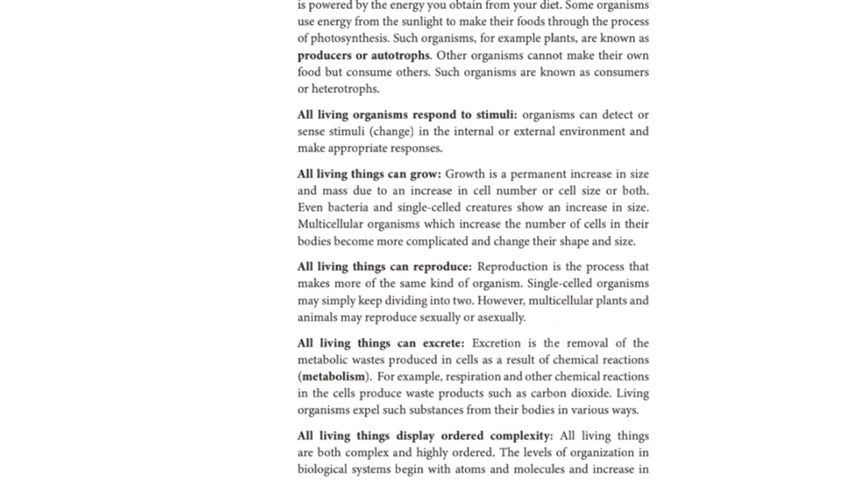 is powered by the energy you obtain from your diet. Some organisms
use energy from the sunlight to make their foods through the process
of photosynthesis. Such organisms, for example plants, are known as
producers or autotrophs. Other organisms cannot make their own
food but consume others. Such organisms are known as consumers
or heterotrophs.
All living organisms respond to stimuli: organisms can detect or
sense stimuli (change) in the internal or external environment and
make appropriate responses.
All living things can grow: Growth is a permanent increase in size
and mass due to an increase in cell number or cell size or both.
Even bacteria and single-celled creatures show an increase in size.
Multicellular organisms which increase the number of cells in their
bodies become more complicated and change their shape and size.
All living things can reproduce: Reproduction is the process that
makes more of the same kind of organism. Single-celled organisms
may simply keep dividing into two. However, multicellular plants and
animals may reproduce sexually or asexually.
All living things can excrete: Excretion is the removal of the
metabolic wastes produced in cells as a result of chemical reactions
(metabolism). For example, respiration and other chemical reactions
in the cells produce waste products such as carbon dioxide. Living
organisms expel such substances from their bodies in various ways.
All living things display ordered complexity: All living things
are both complex and highly ordered. The levels of organization in
biological systems begin with atoms and molecules and increase in